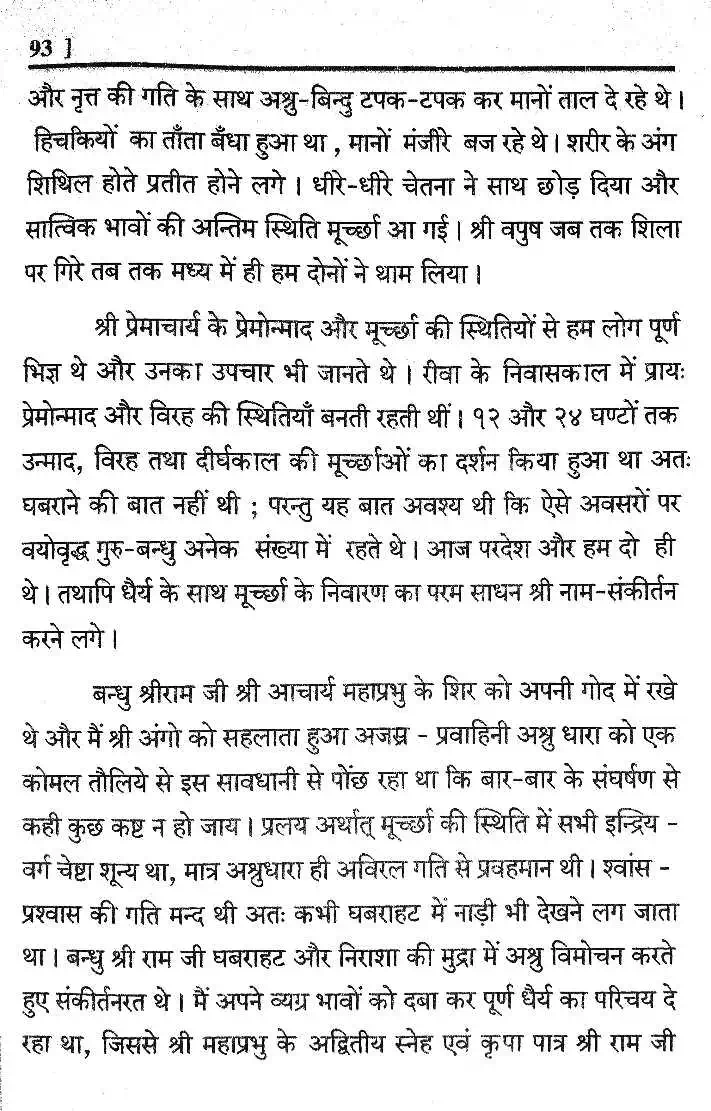 93 ]
और नृत्त की गति के साथ अश्रु-बिन्दु टपक-टपक कर मानों ताल दे रहे थे।
हिचकियों का ताँता बँधा हुआ था , मानों मंजीरे बज रहे थे। शरीर के अंग
शिथिल होते प्रतीत होने लगे । धीरे-धीरे चेतना ने साथ छोड़ दिया और
सात्विक भावों की अन्तिम स्थिति मूर्च्छा आ गई। श्री वपुष जब तक शिला
पर गिरे तब तक मध्य में ही हम दोनों ने थाम लिया।
श्री प्रेमाचार्य के प्रेमोन्माद और मूर्च्छा की स्थितियों से हम लोग पूर्ण
भिज्ञ थे और उनका उपचार भी जानते थे । रीवा के निवासकाल में प्रायः
प्रेमोन्माद और विरह की स्थितियाँ बनती रहती थीं। १२ और २४ घण्टों तक
उन्माद, विरह तथा दीर्घकाल की मूर्च्छाओं का दर्शन किया हुआ था अतः
घबराने की बात नहीं थी ; परन्तु यह बात अवश्य थी कि ऐसे अवसरों पर
वयोवृद्ध गुरु-बन्धु अनेक संख्या में रहते थे। आज परदेश और हम दो ही
थे। तथापि धैर्य के साथ मूर्च्छा के निवारण का परम साधन श्री नाम-संकीर्तन
करने लगे।
बन्धु श्रीराम जी श्री आचार्य महाप्रभु के शिर को अपनी गोद में रखे
थे और मैं श्री अंगो को सहलाता हुआ अजस्र - प्रवाहिनी अश्रु धारा को एक
कोमल तौलिये से इस सावधानी से पोंछ रहा था कि बार-बार के संघर्षण से
कही कुछ कष्ट न हो जाय। प्रलय अर्थात् मूर्च्छा की स्थिति में सभी इन्द्रिय -
वर्ग चेष्टा शून्य था, मात्र अश्रुधारा ही अविरल गति से प्रवहमान थी। श्वांस -
प्रश्वास की गति मन्द थी अतः कभी घबराहट में नाड़ी भी देखने लग जाता
था। बन्धु श्री राम जी घबराहट और निराशा की मुद्रा में अश्रु विमोचन करते
हुए संकीर्तनरत थे। मैं अपने व्यग्र भावों को दबा कर पूर्ण धैर्य का परिचय दे
रहा था, जिससे श्री महाप्रभु के अद्वितीय स्नेह एवं कृपा पात्र श्री राम जी